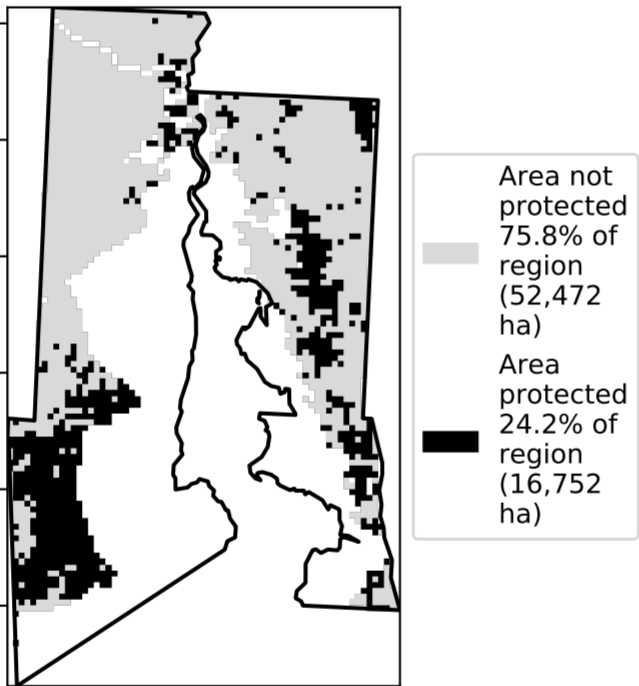 Area not
protected
75.8% of
region
(52,472
ha)
Area
protected
24.2% of
region
(16,752
ha)